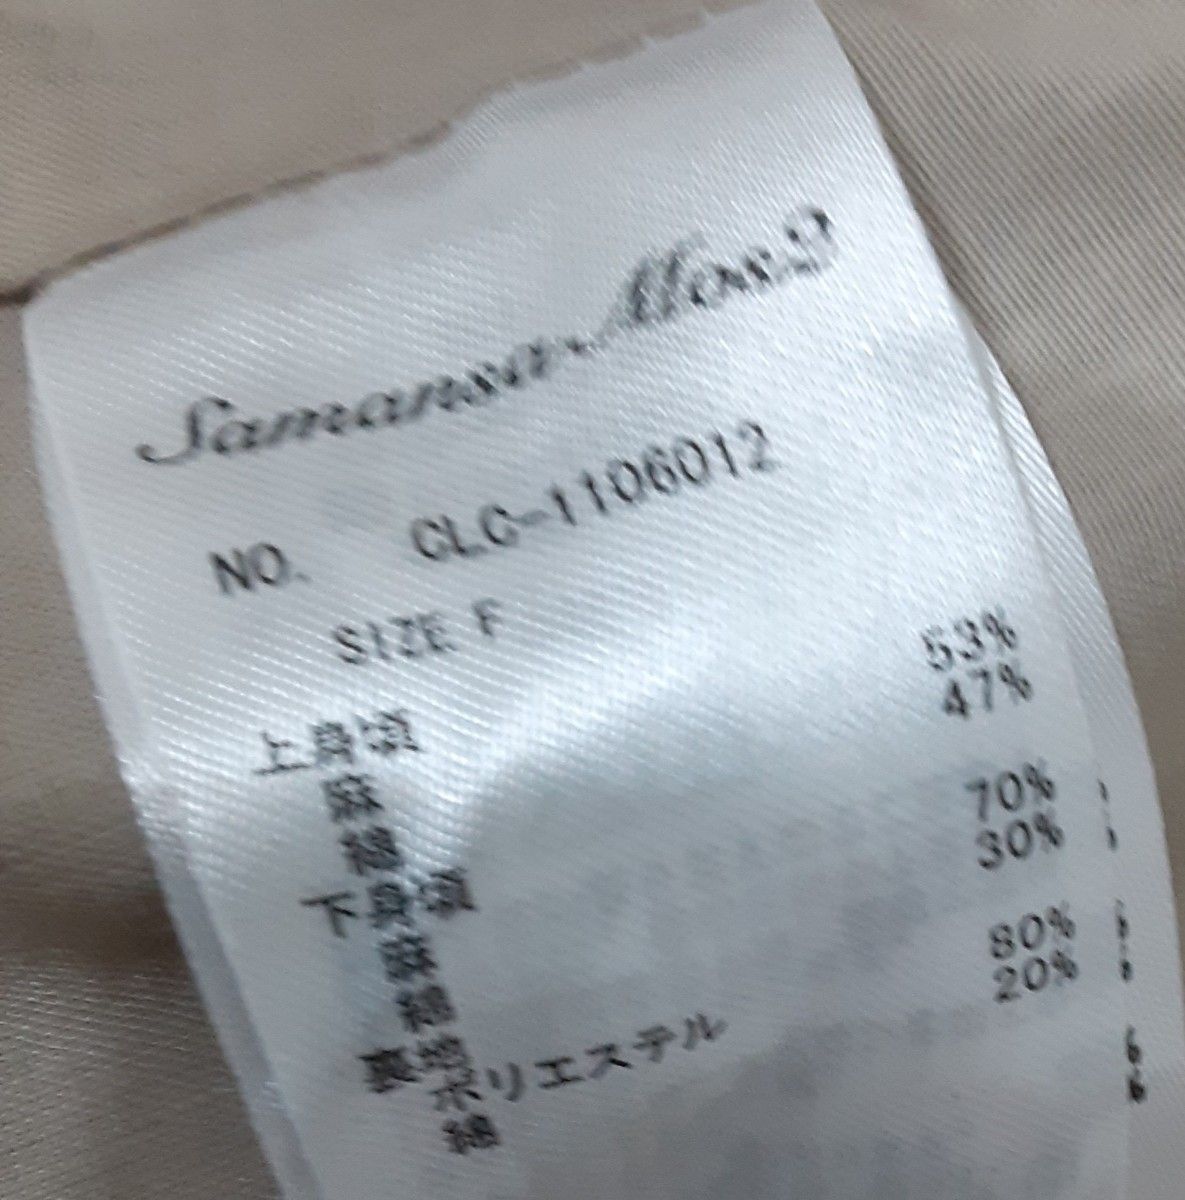 Samansa Mos2
NO. CLC-1106012
SIZE F
上身頃
麻 53%
綿 47%
下身頃
麻 70%
綿 30%
裏地
ポリエステル 80%
綿 20%